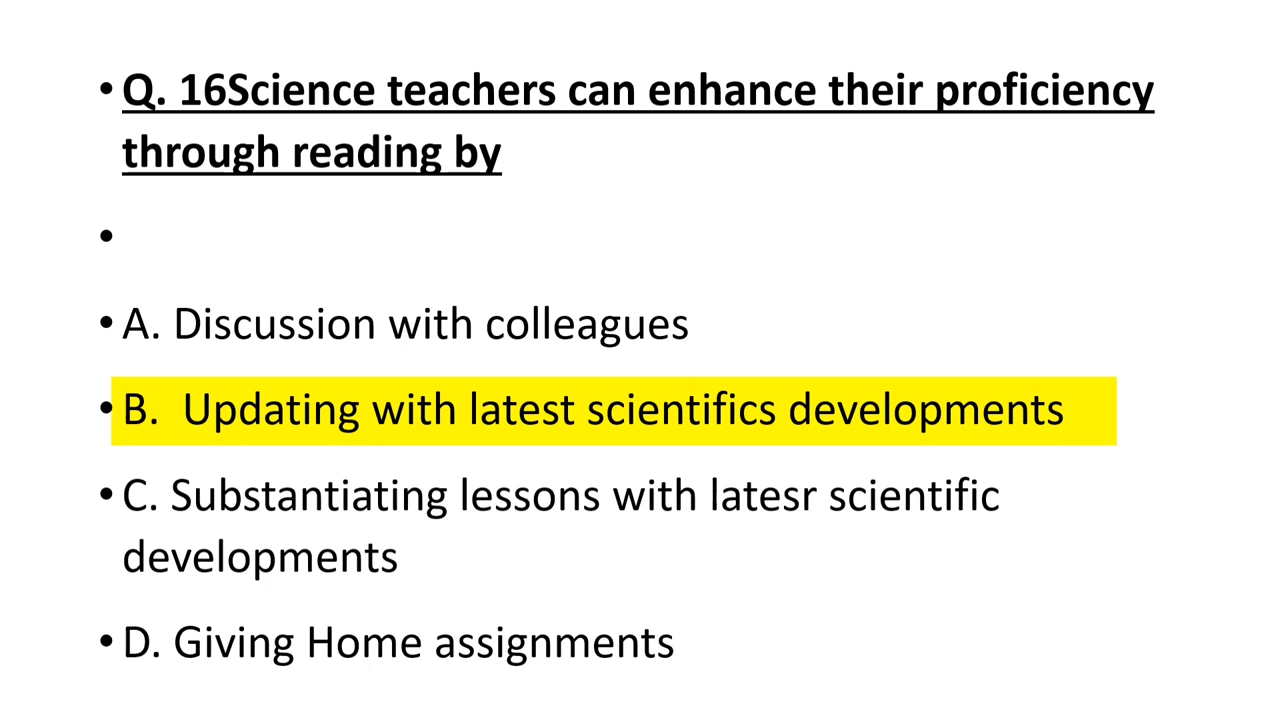 • Q. 16Science teachers can enhance their proficiency
through reading by
•
• A. Discussion with colleagues
• B.  Updating with latest scientifics developments
• C. Substantiating lessons with latesr scientific
developments
• D. Giving Home assignments